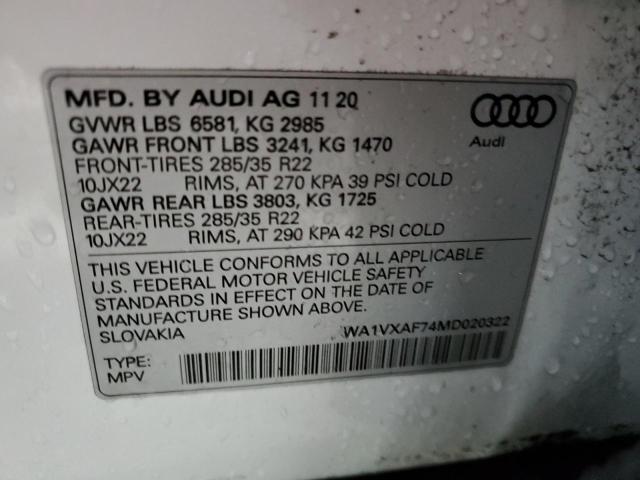 MFD. BY AUDI AG 11 20
GVWR LBS 6581, KG 2985
GAWR FRONT LBS 3241, KG 1470
FRONT-TIRES 285/35 R22
10JX22 RIMS, AT 270 KPA 39 PSI COLD
GAWR REAR LBS 3803, KG 1725
REAR-TIRES 285/35 R22
10JX22 RIMS, AT 290 KPA 42 PSI COLD
Audi
THIS VEHICLE CONFORMS TO ALL APPLICABLE
U.S. FEDERAL MOTOR VEHICLE SAFETY
STANDARDS IN EFFECT ON THE DATE OF
MANUFACTURE SHOWN ABOVE.
SLOVAKIA WA1VXAF74MD020322
TYPE:
MPV